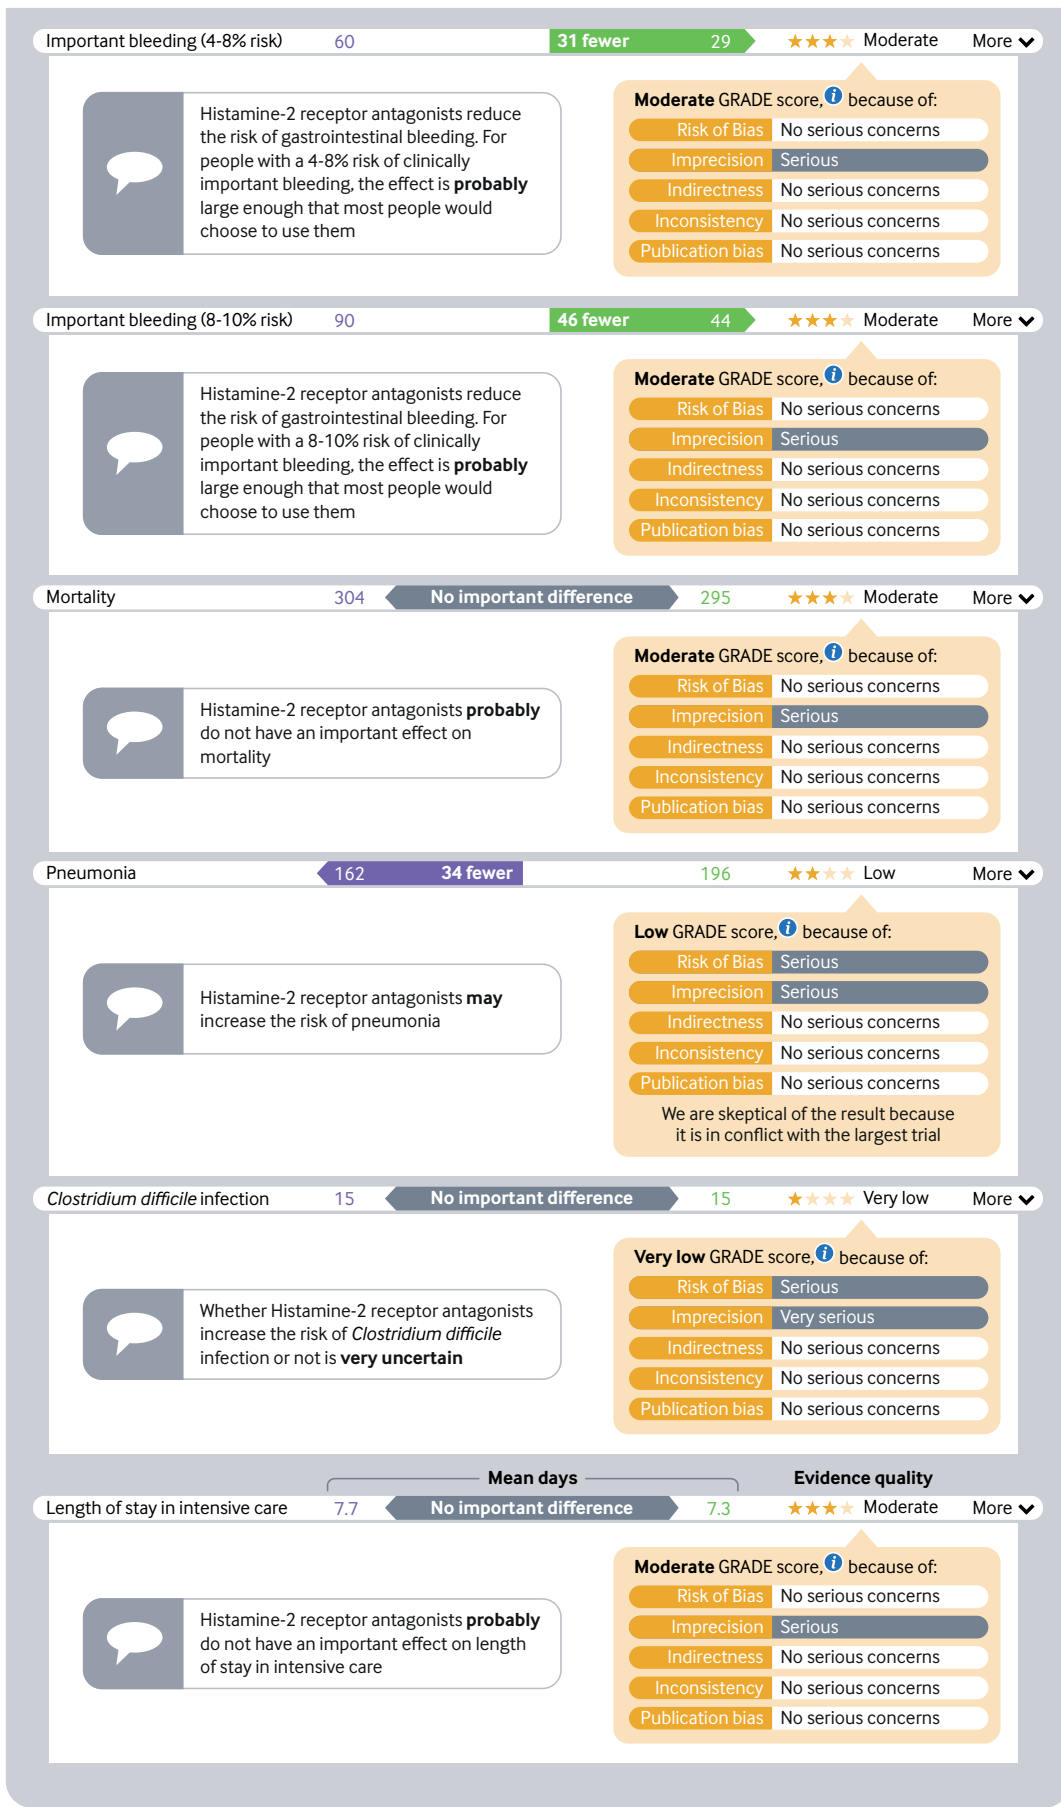 Important bleeding (4-8% risk) 60 31 fewer 29 Moderate More
Histamine-2 receptor antagonists reduce
the risk of gastrointestinal bleeding. For
people with a 4-8% risk of clinically
important bleeding, the effect is probably
large enough that most people would
choose to use them
Moderate GRADE score, i because of:
Risk of Bias No serious concerns
Imprecision Serious
Indirectness No serious concerns
Inconsistency No serious concerns
Publication bias No serious concerns
Important bleeding (8-10% risk) 90 46 fewer 44 Moderate More
Histamine-2 receptor antagonists reduce
the risk of gastrointestinal bleeding. For
people with a 8-10% risk of clinically
important bleeding, the effect is probably
large enough that most people would
choose to use them
Moderate GRADE score, i because of:
Risk of Bias No serious concerns
Imprecision Serious
Indirectness No serious concerns
Inconsistency No serious concerns
Publication bias No serious concerns
Mortality 304 No important difference 295 Moderate More
Histamine-2 receptor antagonists probably
do not have an important effect on
mortality
Moderate GRADE score, i because of:
Risk of Bias No serious concerns
Imprecision Serious
Indirectness No serious concerns
Inconsistency No serious concerns
Publication bias No serious concerns
Pneumonia 162 34 fewer 196 Low More
Histamine-2 receptor antagonists may
increase the risk of pneumonia
Low GRADE score, i because of:
Risk of Bias Serious
Imprecision Serious
Indirectness No serious concerns
Inconsistency No serious concerns
Publication bias No serious concerns
We are skeptical of the result because
it is in conflict with the largest trial
Clostridium difficile infection 15 No important difference 15 Very low More
Whether Histamine-2 receptor antagonists
increase the risk of Clostridium difficile
infection or not is very uncertain
Very low GRADE score, i because of:
Risk of Bias Serious
Imprecision Very serious
Indirectness No serious concerns
Inconsistency No serious concerns
Publication bias No serious concerns
Mean days Evidence quality
Length of stay in intensive care 7.7 No important difference 7.3 Moderate More
Histamine-2 receptor antagonists probably
do not have an important effect on length
of stay in intensive care
Moderate GRADE score, i because of:
Risk of Bias No serious concerns
Imprecision Serious
Indirectness No serious concerns
Inconsistency No serious concerns
Publication bias No serious concerns